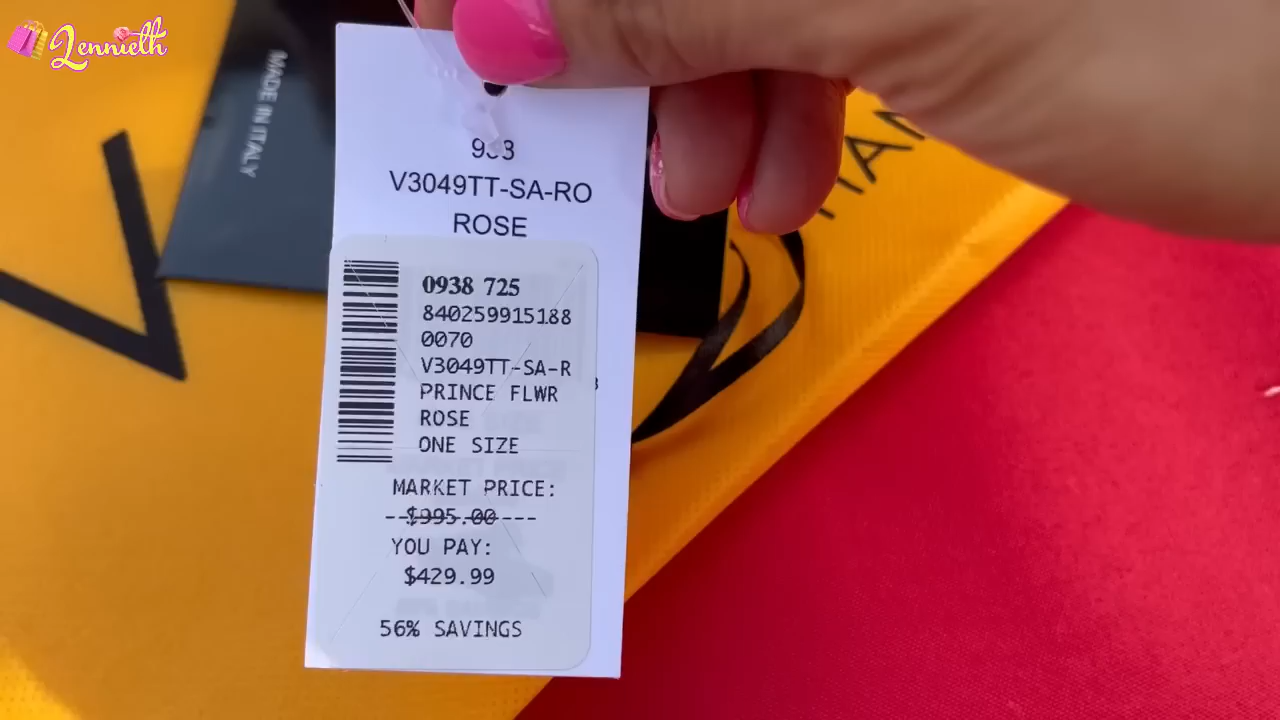 Lennieth
MADE IN ITALY
V
V3049TT-SA-RO
ROSE
0938 725
840259915188
0070
V3049TT-SA-R
PRINCE FLWR
ROSE
ONE SIZE
MARKET PRICE:
--$995.00---
YOU PAY:
$429.99
56% SAVINGS